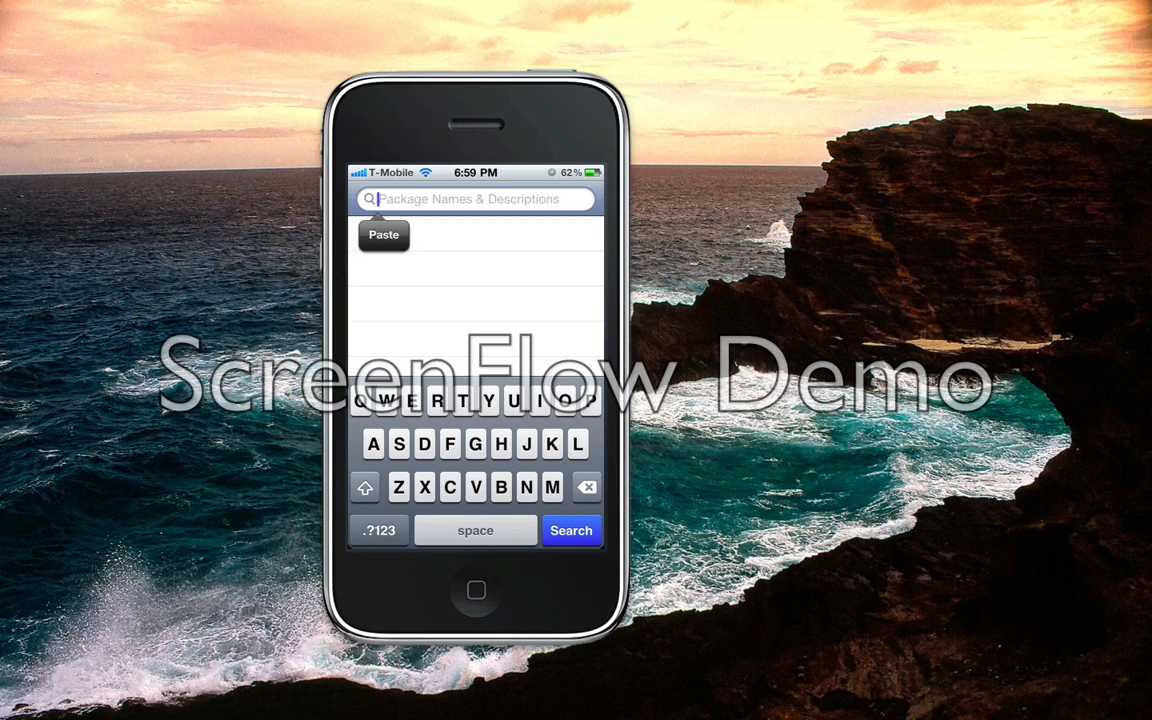 T-Mobile 6:59 PM 62%
Package Names & Descriptions
Paste
ScreenFlow Demo
Q W E R T Y U I O P
A S D F G H J K L
Z X C V B N M
.?123 space Search